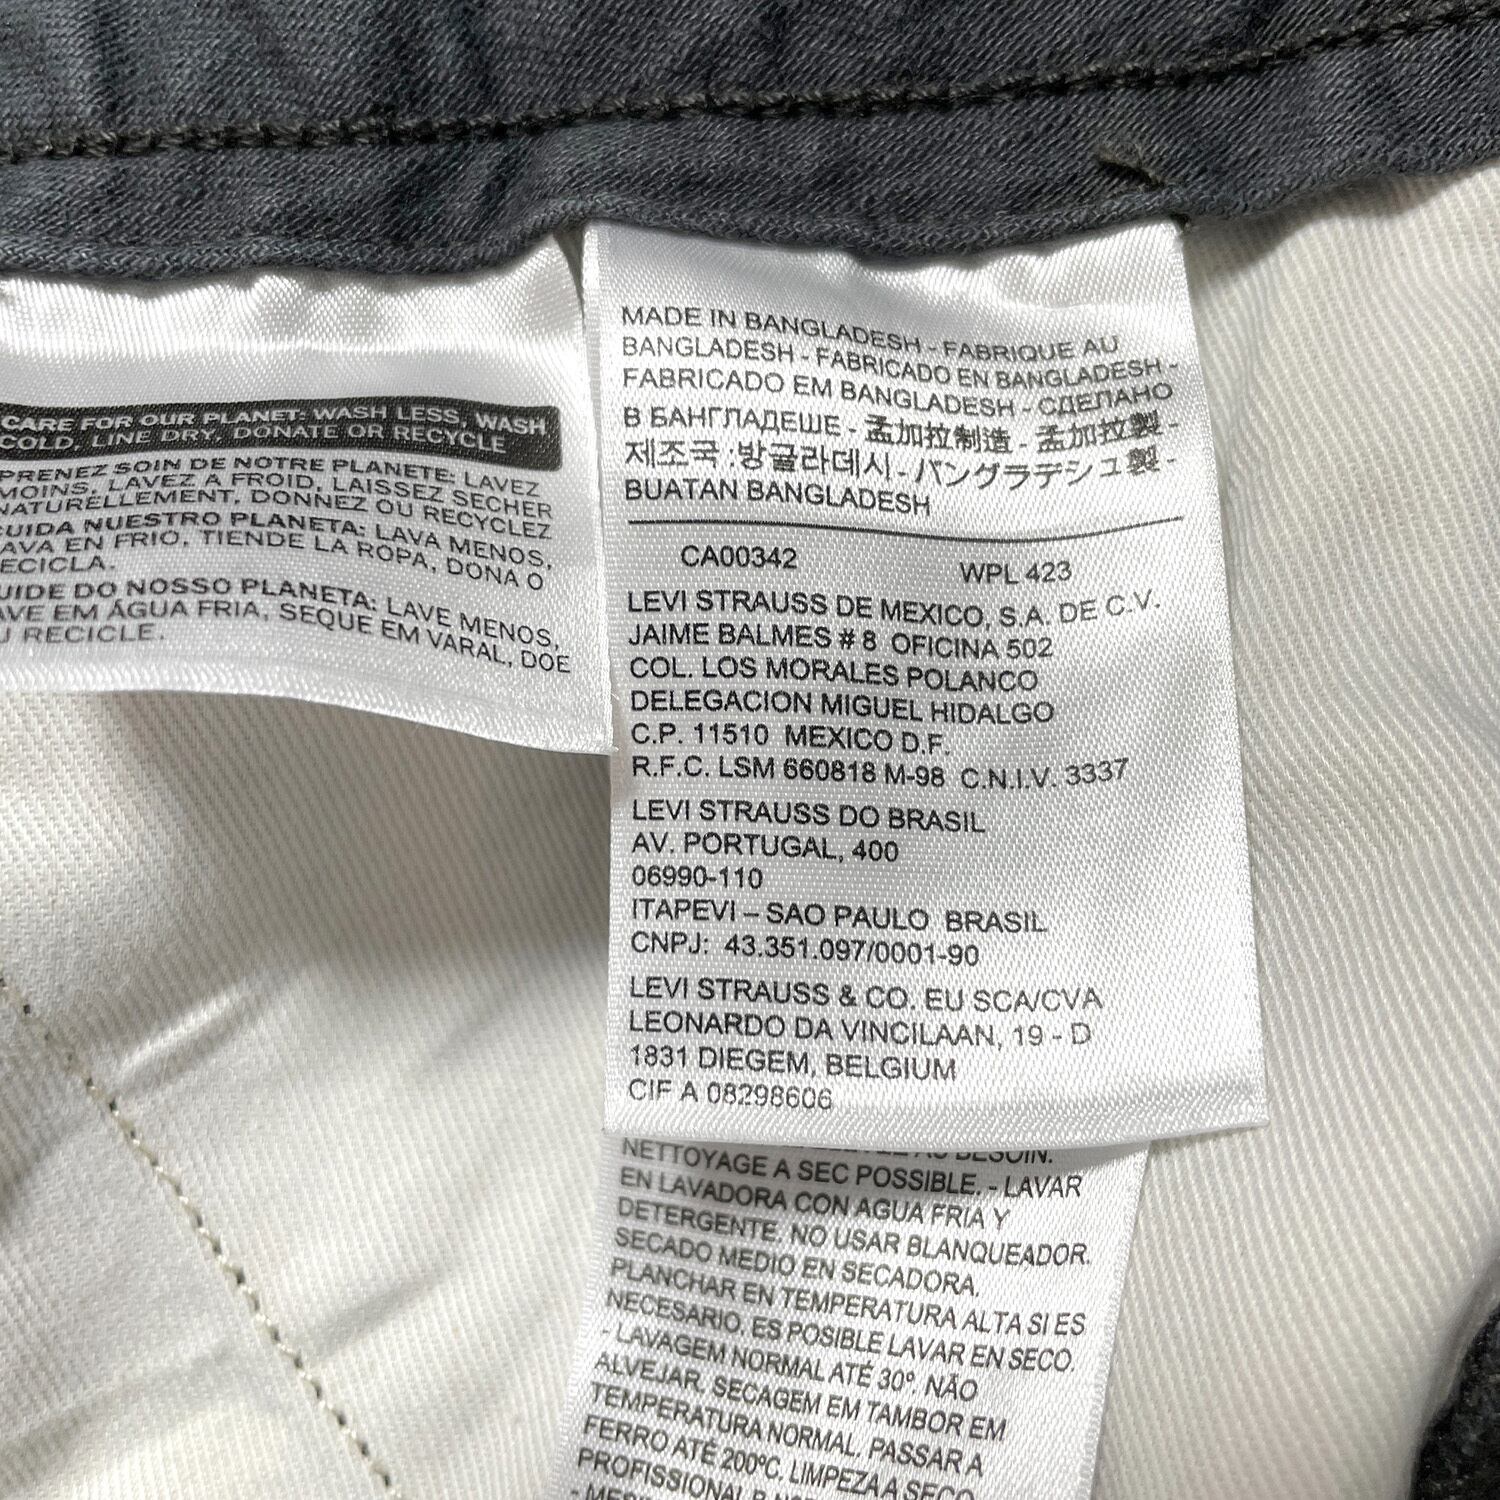 CARE FOR OUR PLANET: WASH LESS, WASH
COLD, LINE DRY, DONATE OR RECYCLE
PRENEZ SOIN DE NOTRE PLANETE: LAVEZ
MOINS, LAVEZ A FROID, LAISSEZ SECHER
NATURELLEMENT, DONNEZ OU RECYCLEZ
CUIDA NUESTRO PLANETA: LAVA MENOS,
LAVA EN FRIO, TIENDE LA ROPA, DONA O
RECICLA.
CUIDE DO NOSSO PLANETA: LAVE MENOS,
LAVE EM ÁGUA FRIA, SEQUE EM VARAL, DOE
OU RECICLE.
MADE IN BANGLADESH - FABRIQUE AU
BANGLADESH - FABRICADO EN BANGLADESH -
FABRICADO EM BANGLADESH - СДЕЛАНО
В БАНГЛАДЕШЕ - 孟加拉制造 - 孟加拉製 -
제조국 :방글라데시 - バングラデシュ製 -
BUATAN BANGLADESH
CA00342 WPL 423
LEVI STRAUSS DE MEXICO, S.A. DE C.V.
JAIME BALMES # 8 OFICINA 502
COL. LOS MORALES POLANCO
DELEGACION MIGUEL HIDALGO
C.P. 11510 MEXICO D.F.
R.F.C. LSM 660818 M-98 C.N.I.V. 3337
LEVI STRAUSS DO BRASIL
AV. PORTUGAL, 400
06990-110
ITAPEVI – SAO PAULO BRASIL
CNPJ: 43.351.097/0001-90
LEVI STRAUSS & CO. EU SCA/CVA
LEONARDO DA VINCILAAN, 19 - D
1831 DIEGEM, BELGIUM
CIF A 08298606
AU BESOIN.
NETTOYAGE A SEC POSSIBLE. - LAVAR
EN LAVADORA CON AGUA FRIA Y
DETERGENTE. NO USAR BLANQUEADOR.
SECADO MEDIO EN SECADORA.
PLANCHAR EN TEMPERATURA ALTA SI ES
NECESARIO. ES POSIBLE LAVAR EN SECO.
- LAVAGEM NORMAL ATÉ 30º. NÃO
ALVEJAR. SECAGEM EM TAMBOR EM
TEMPERATURA NORMAL. PASSAR A
FERRO ATÉ 200ºC. LIMPEZA A SECO
PROFISSIONAL